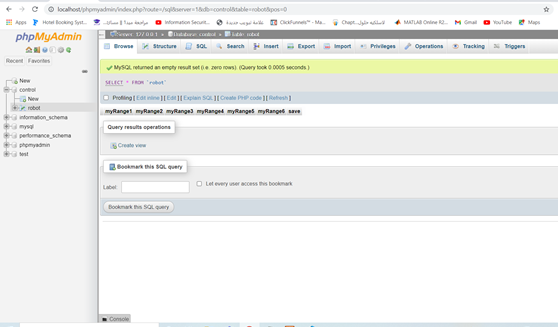 localhost/phpmyadmin/index.php?route=/sql&server=1&db=control&table=robot&pos=0
Apps
Hotel Booking Syst...
Information Securit...
علامة تبويب جديدة
ClickFunnels™ - Ma...
MATLAB Online R2...
Gmail
YouTube
Maps
phpMyAdmin
Recent
Favorites
New
control
New
robot
information_schema
mysql
performance_schema
phpmyadmin
test
Server: 127.0.0.1 » Database: control » Table: robot
Browse
Structure
SQL
Search
Insert
Export
Import
Privileges
Operations
Tracking
Triggers
MySQL returned an empty result set (i.e. zero rows). (Query took 0.0005 seconds.)
SELECT * FROM `robot`
Profiling [ Edit inline ] [ Edit ] [ Explain SQL ] [ Create PHP code ] [ Refresh ]
myRange1 myRange2 myRange3 myRange4 myRange5 myRange6 save
Query results operations
Create view
Bookmark this SQL query
Label:
Let every user access this bookmark
Bookmark this SQL query
Console